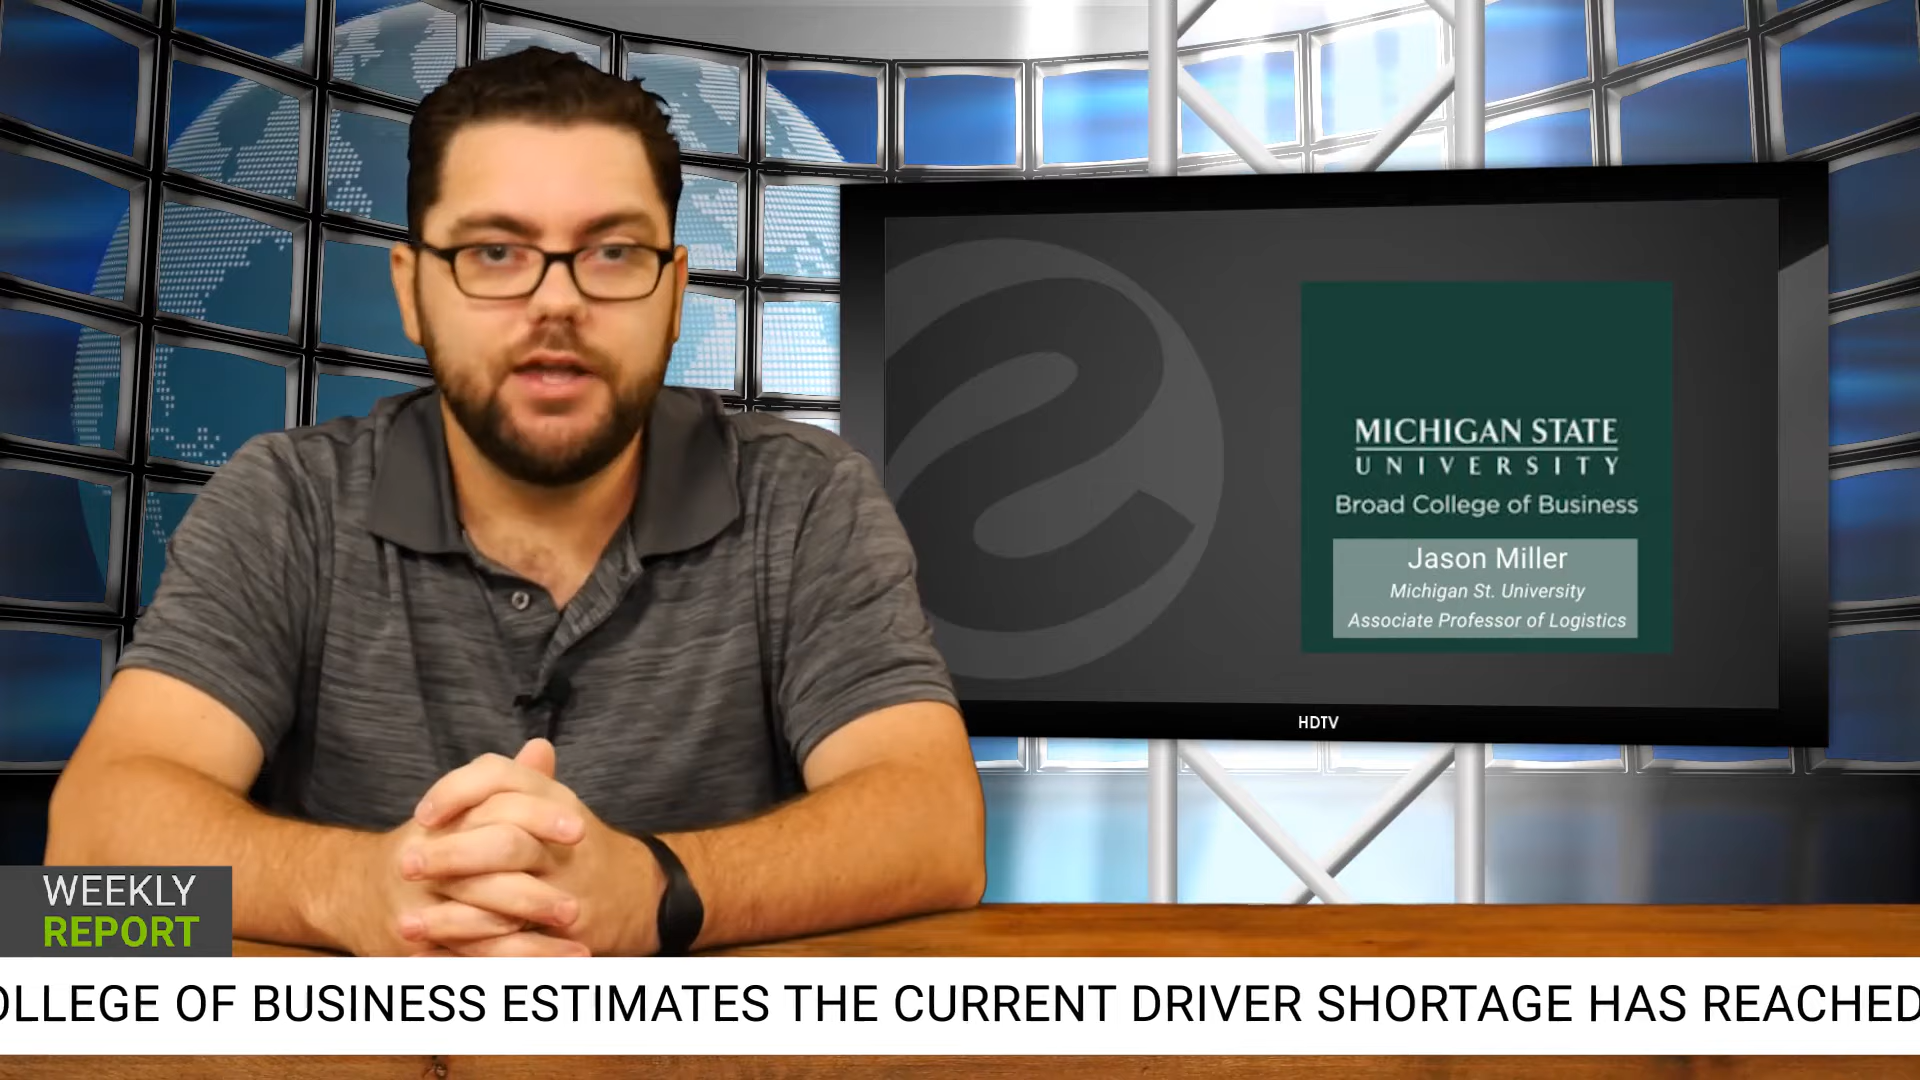 MICHIGAN STATE
UNIVERSITY
Broad College of Business
Jason Miller
Michigan St. University
Associate Professor of Logistics
HDTV
WEEKLY
REPORT
OLLEGE OF BUSINESS ESTIMATES THE CURRENT DRIVER SHORTAGE HAS REACHED